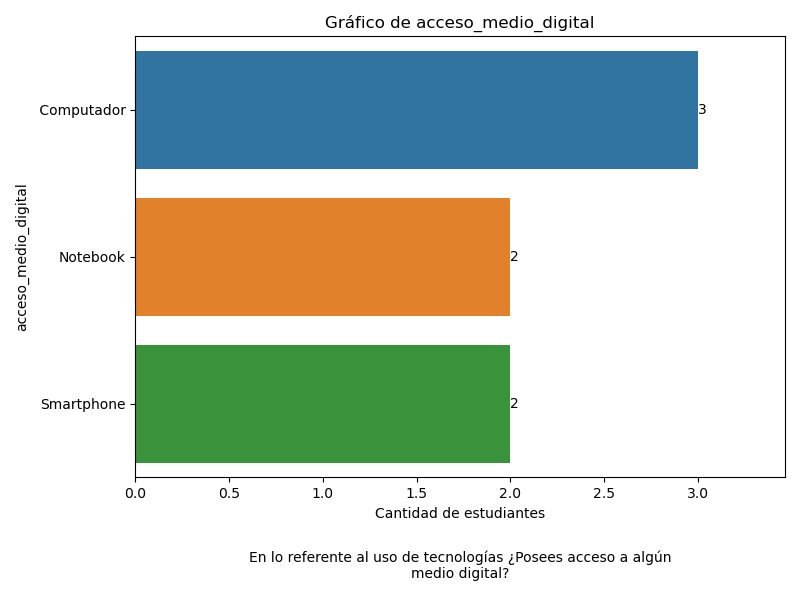 Gráfico de acceso_medio_digital
acceso_medio_digital
Computador
3
Notebook
2
Smartphone
2
0.0 0.5 1.0 1.5 2.0 2.5 3.0
Cantidad de estudiantes
En lo referente al uso de tecnologías ¿Posees acceso a algún
medio digital?